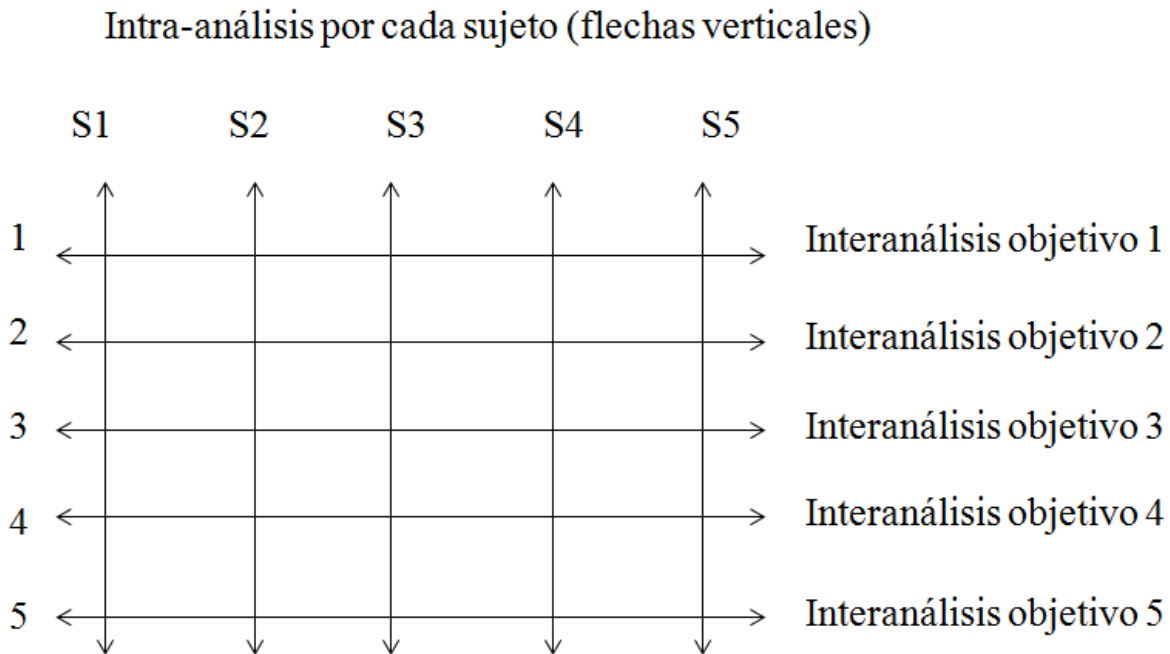 Intra-análisis por cada sujeto (flechas verticales)
S1 S2 S3 S4 S5
1 Interanálisis objetivo 1
2 Interanálisis objetivo 2
3 Interanálisis objetivo 3
4 Interanálisis objetivo 4
5 Interanálisis objetivo 5